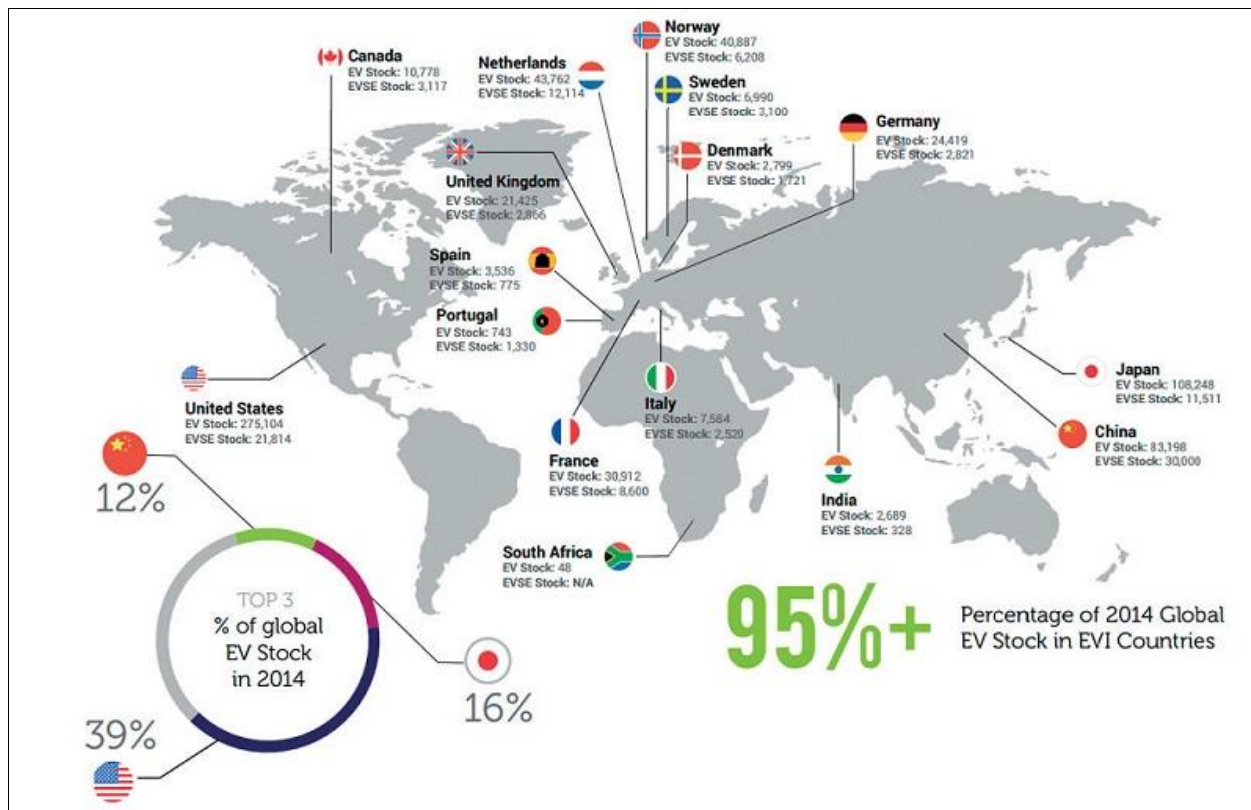 Canada
EV Stock: 10,778
EVSE Stock: 3,117
Netherlands
EV Stock: 43,762
EVSE Stock: 12,114
Norway
EV Stock: 40,887
EVSE Stock: 6,208
Sweden
EV Stock: 6,990
EVSE Stock: 3,100
Germany
EV Stock: 24,419
EVSE Stock: 2,821
Denmark
EV Stock: 2,799
EVSE Stock: 1,721
United Kingdom
EV Stock: 21,425
EVSE Stock: 2,866
Spain
EV Stock: 3,536
EVSE Stock: 775
Portugal
EV Stock: 743
EVSE Stock: 1,330
United States
EV Stock: 275,104
EVSE Stock: 21,814
Italy
EV Stock: 7,584
EVSE Stock: 2,520
Japan
EV Stock: 108,248
EVSE Stock: 11,511
France
EV Stock: 30,912
EVSE Stock: 8,600
China
EV Stock: 83,198
EVSE Stock: 30,000
India
EV Stock: 2,689
EVSE Stock: 328
South Africa
EV Stock: 48
EVSE Stock: N/A
12%
TOP 3
% of global
EV Stock
in 2014
16%
39%
95%+
Percentage of 2014 Global
EV Stock in EVI Countries